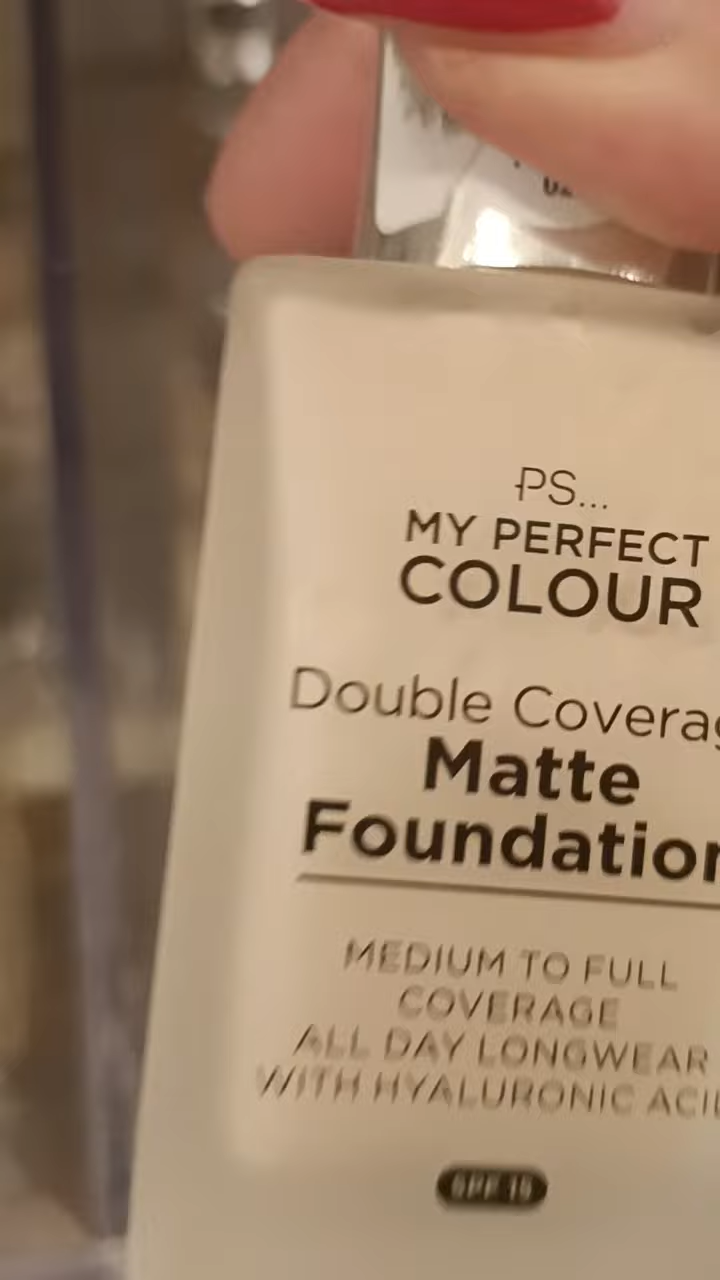 PS...
MY PERFECT
COLOUR
Double Coverag
Matte
Foundation
MEDIUM TO FULL
COVERAGE
ALL DAY LONGWEAR
WITH HYALURONIC ACI
SPF 15